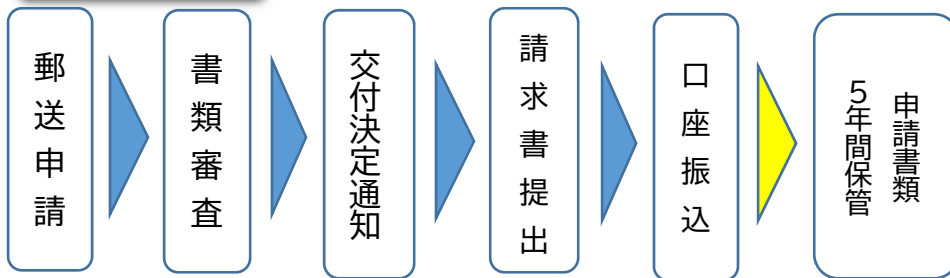 郵送申請
書類審査
交付決定通知
請求書提出
口座振込
申請書類
５年間保管